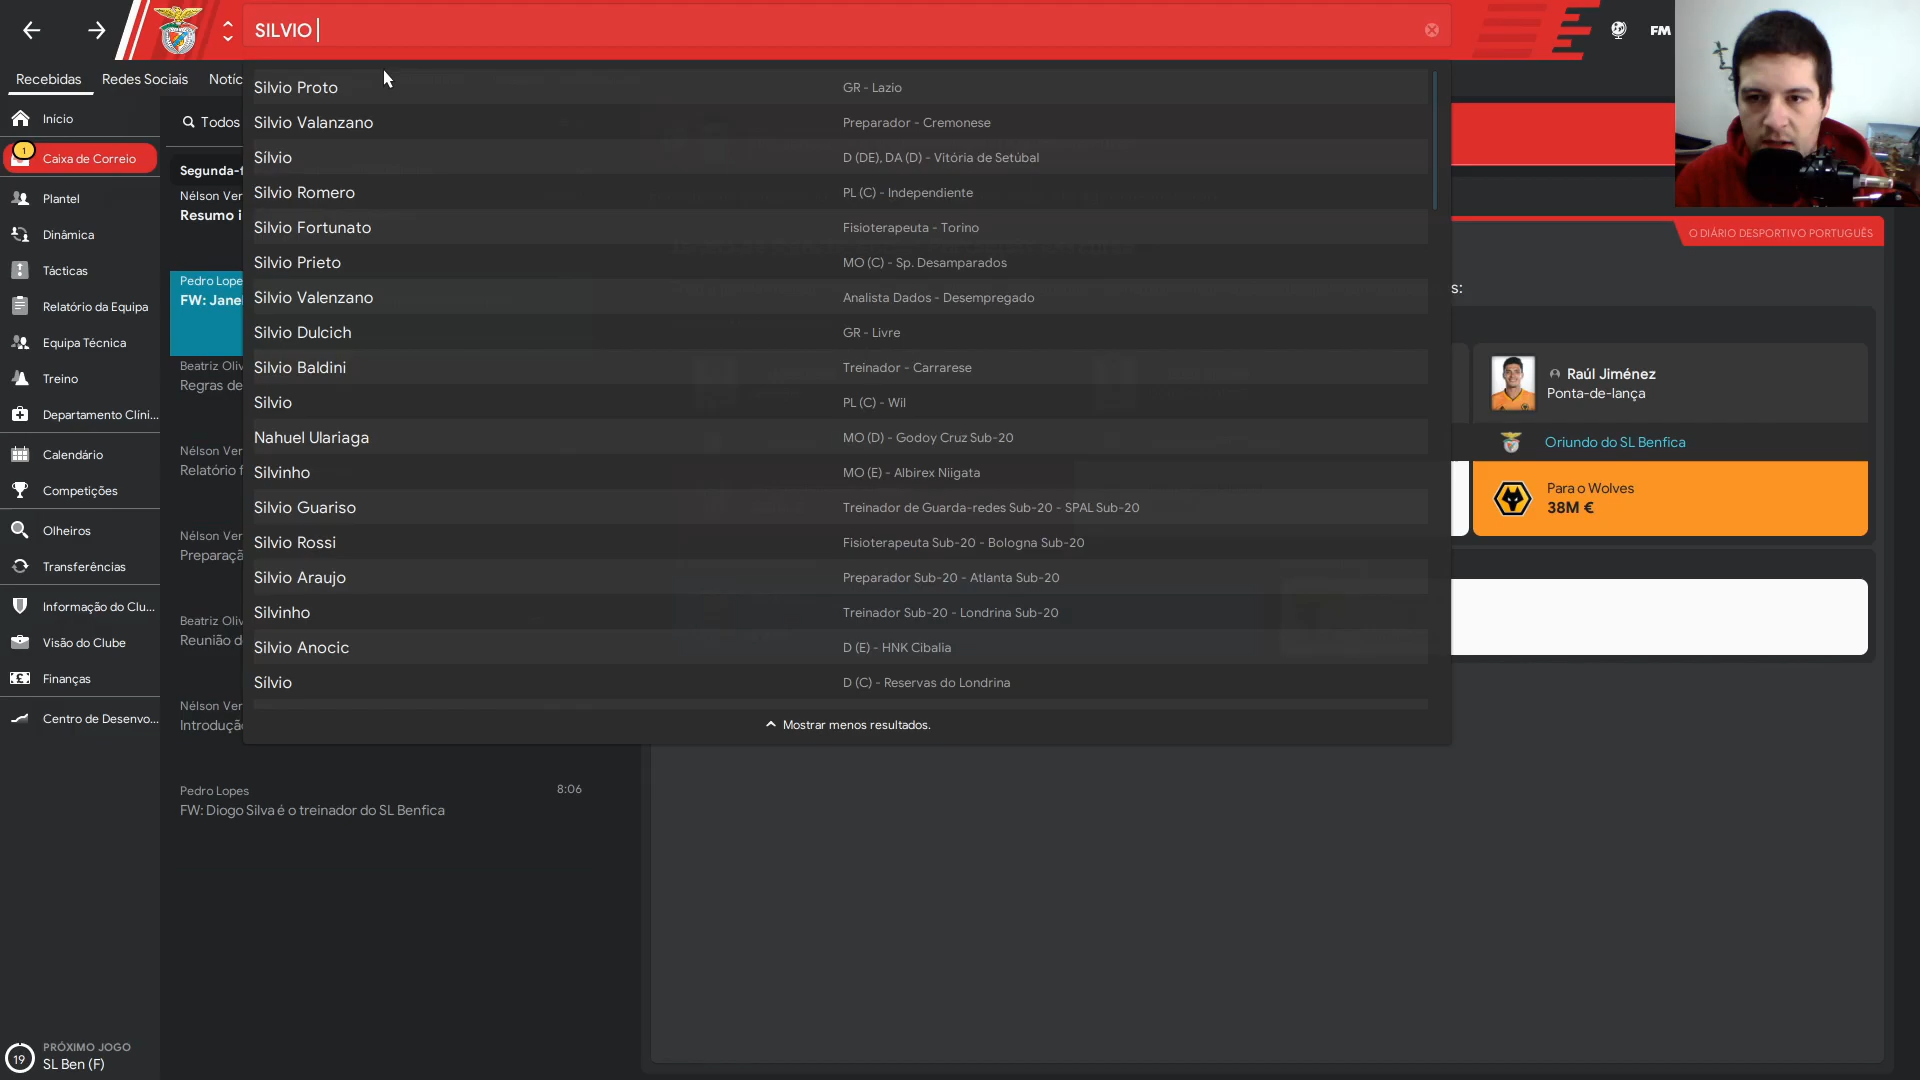 SILVIO
FM
Recebidas Redes Sociais Notíc
Início
Caixa de Correio
1
Plantel
Dinâmica
Tácticas
Relatório da Equipa
Equipa Técnica
Treino
Departamento Clíni...
Calendário
Competições
Olheiros
Transferências
Informação do Clu...
Visão do Clube
Finanças
Centro de Desenvo...
19
PRÓXIMO JOGO
SL Ben (F)
Todos
Segunda-f
Nélson Ver
Resumo i
Pedro Lope
FW: Jane
Beatriz Oliv
Regras de
Nélson Ver
Relatório f
Nélson Ver
Preparaçã
Beatriz Oliv
Reunião d
Nélson Ver
Introduçã
Pedro Lopes 8:06
FW: Diogo Silva é o treinador do SL Benfica
Silvio Proto GR - Lazio
Silvio Valanzano Preparador - Cremonese
Sílvio D (DE), DA (D) - Vitória de Setúbal
Silvio Romero PL (C) - Independiente
Silvio Fortunato Fisioterapeuta - Torino
Silvio Prieto MO (C) - Sp. Desamparados
Silvio Valenzano Analista Dados - Desempregado
Silvio Dulcich GR - Livre
Silvio Baldini Treinador - Carrarese
Silvio PL (C) - Wil
Nahuel Ulariaga MO (D) - Godoy Cruz Sub-20
Silvinho MO (E) - Albirex Niigata
Silvio Guariso Treinador de Guarda-redes Sub-20 - SPAL Sub-20
Silvio Rossi Fisioterapeuta Sub-20 - Bologna Sub-20
Silvio Araujo Preparador Sub-20 - Atlanta Sub-20
Silvinho Treinador Sub-20 - Londrina Sub-20
Silvio Anocic D (E) - HNK Cibalia
Sílvio D (C) - Reservas do Londrina
Mostrar menos resultados.
O DIÁRIO DESPORTIVO PORTUGUÊS
s:
Raúl Jiménez
Ponta-de-lança
Oriundo do SL Benfica
Para o Wolves
38M €